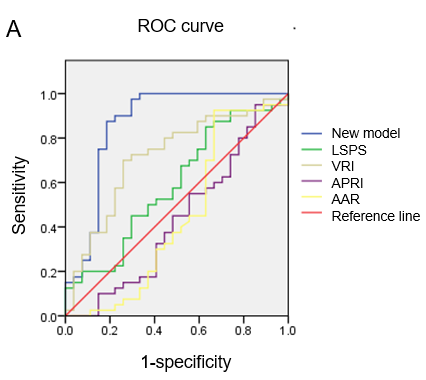 A
ROC curve
Sensitivity
1.0
0.8
0.6
0.4
0.2
0.0
0.0 0.2 0.4 0.6 0.8 1.0
1-specificity
New model
LSPS
VRI
APRI
AAR
Reference line